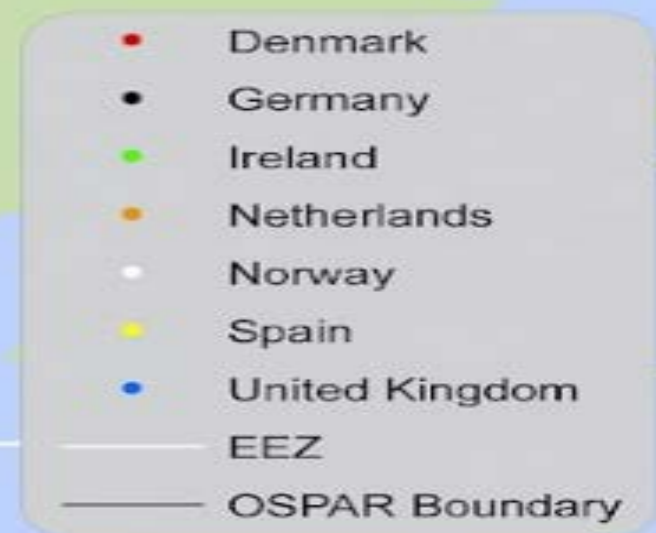 Denmark
Germany
Ireland
Netherlands
Norway
Spain
United Kingdom
EEZ
OSPAR Boundary